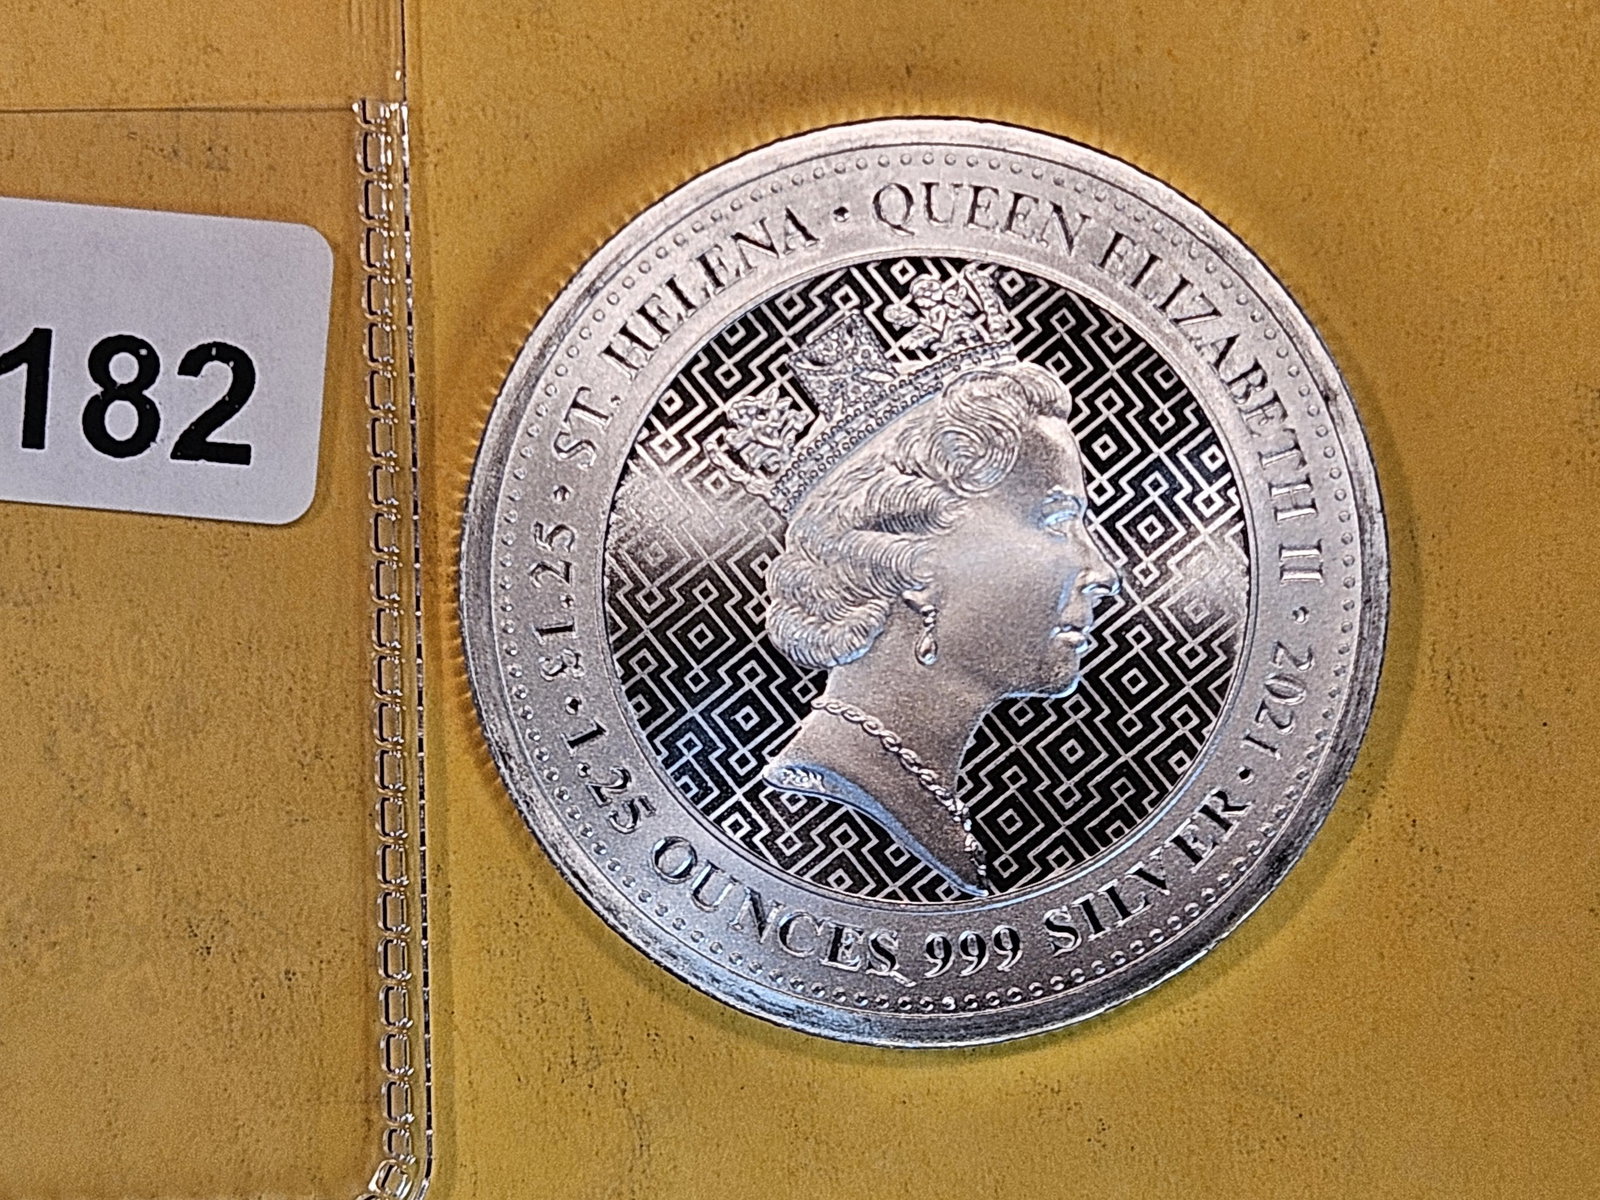 182
ST. HELENA • QUEEN ELIZABETH II • 2021 • 1.25 OUNCES 999 SILVER • £1.25 •